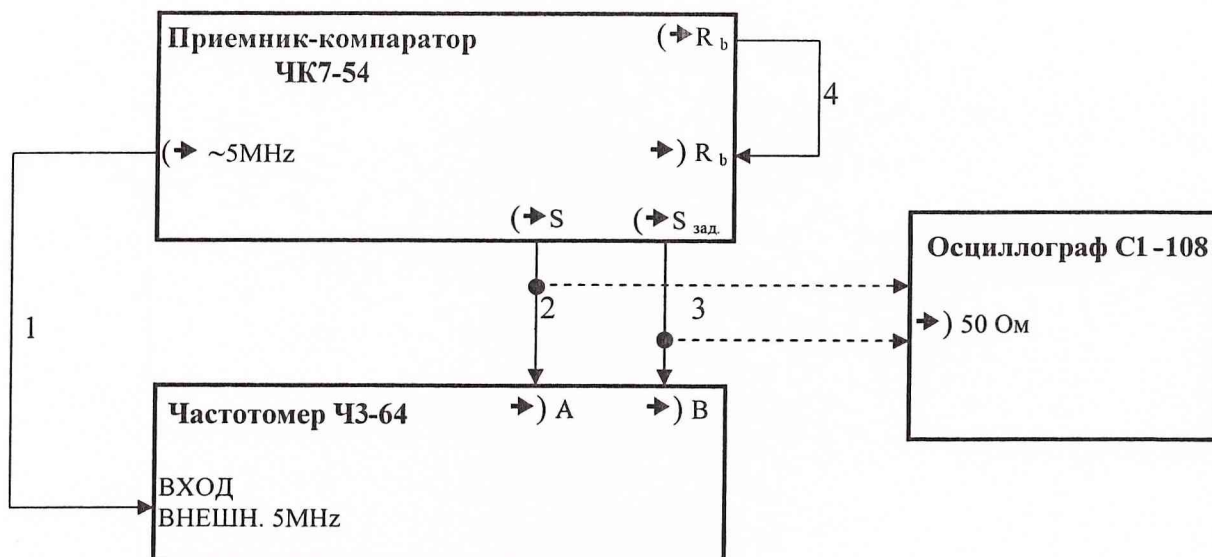 Приемник-компаратор
ЧК7-54
R b
4
~5MHz
R b
S
S зад.
Осциллограф С1-108
1
2
3
50 Ом
Частотомер Ч3-64
А
В
ВХОД
ВНЕШН. 5MHz